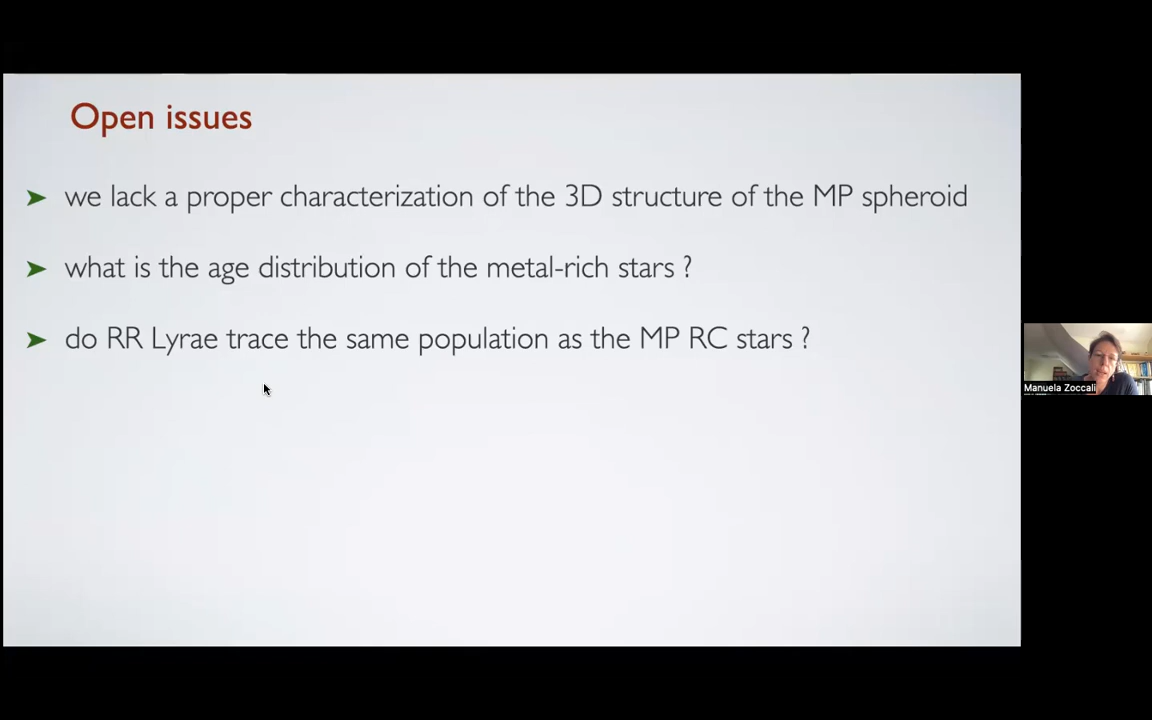 Open issues
➤ we lack a proper characterization of the 3D structure of the MP spheroid
➤ what is the age distribution of the metal-rich stars ?
➤ do RR Lyrae trace the same population as the MP RC stars ?
Manuela Zoccali